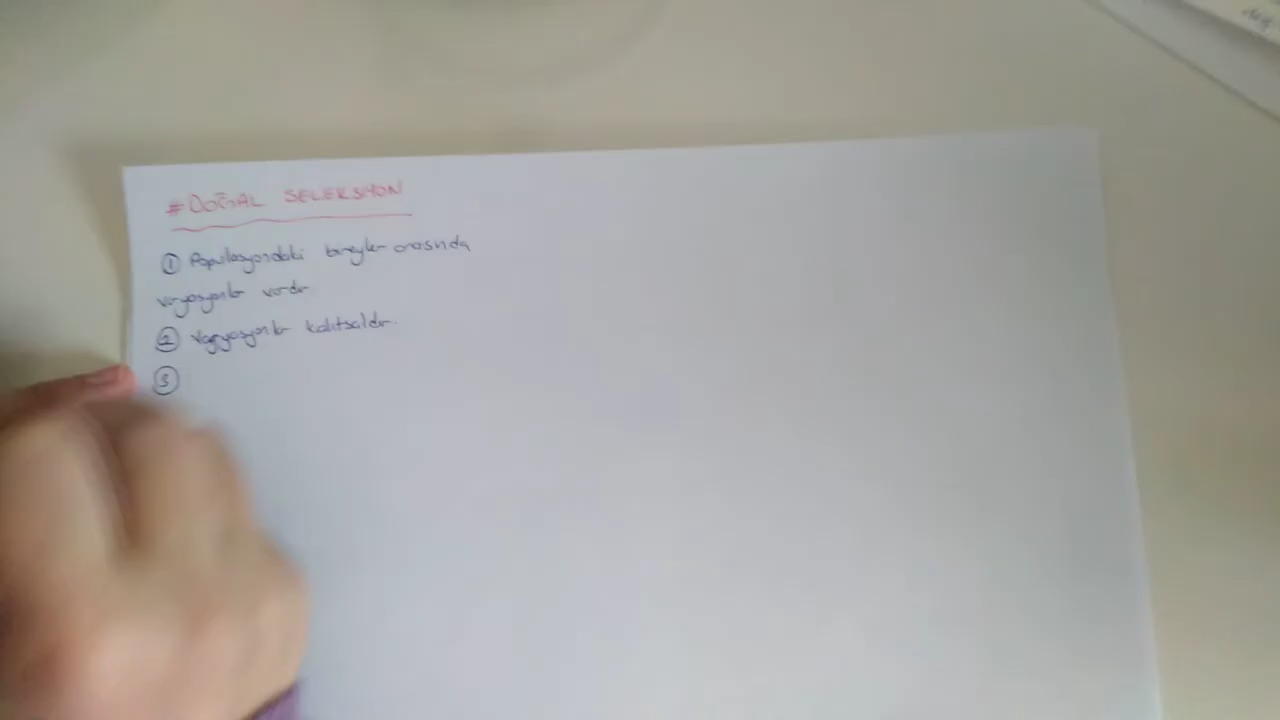 #DOĞAL SELEKSİYON
① Popülasyondaki bireyler arasında
varyasyonlar vardır
② Varyasyonlar kalıtsaldır.
③